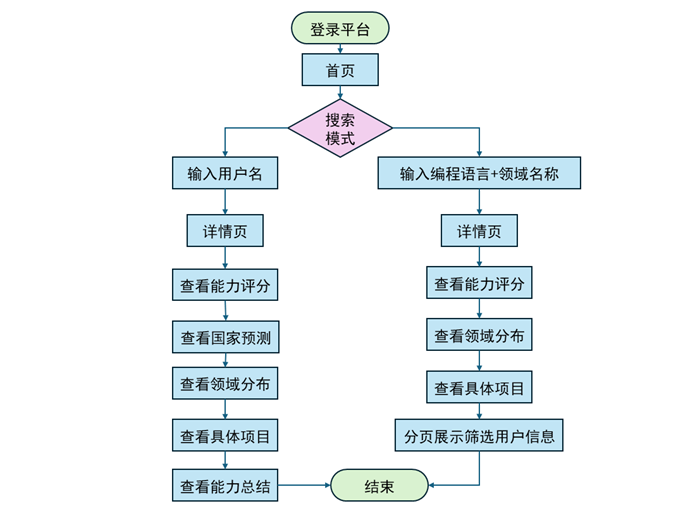 登录平台
首页
搜索
模式
输入用户名
详情页
查看能力评分
查看国家预测
查看领域分布
查看具体项目
查看能力总结
输入编程语言+领域名称
详情页
查看能力评分
查看领域分布
查看具体项目
分页展示筛选用户信息
结束